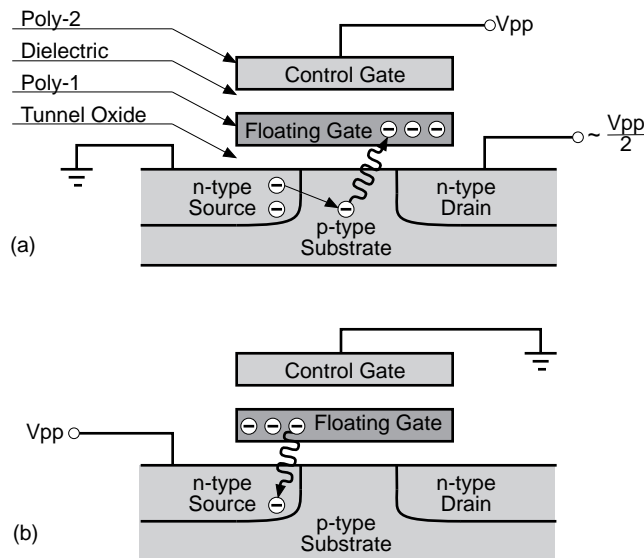 Poly-2
Dielectric
Poly-1
Tunnel Oxide
Vpp
Control Gate
Floating Gate
~ Vpp
2
n-type
Source
n-type
Drain
p-type
Substrate
(a)
Control Gate
Floating Gate
Vpp
n-type
Source
n-type
Drain
p-type
Substrate
(b)